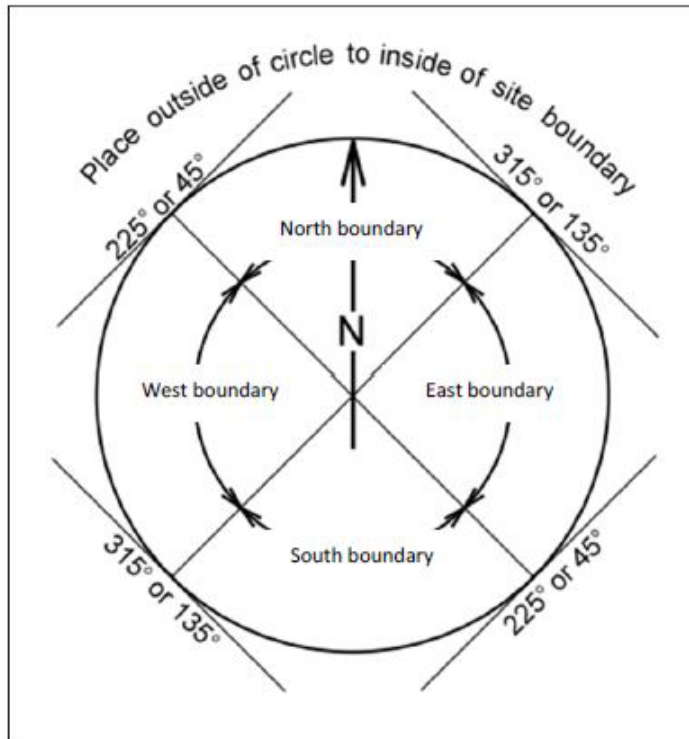 Place outside of circle to inside of site boundary
225° or 45°
315° or 135°
North boundary
N
West boundary
East boundary
South boundary
315° or 135°
225° or 45°